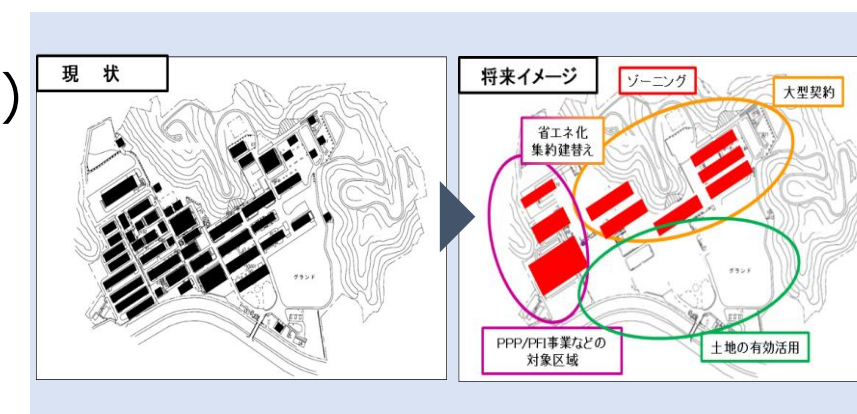 )
現 状
グランド
将来イメージ
ゾーニング
大型契約
省エネ化
集約建替え
グランド
PPP/PFI事業などの
対象区域
土地の有効活用